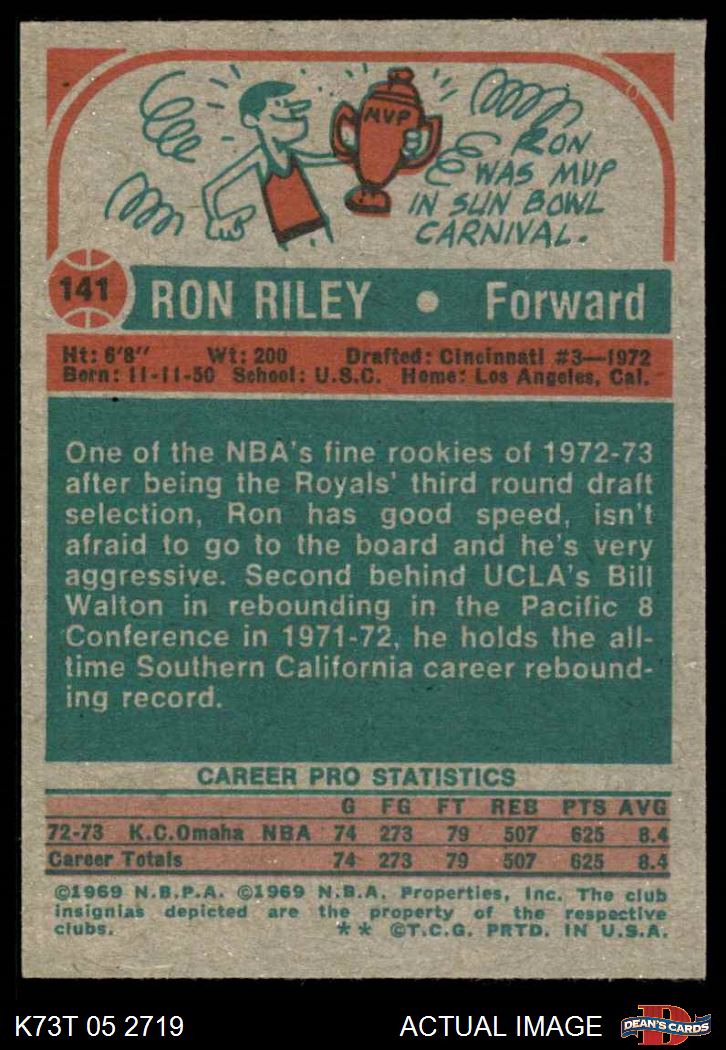 MVP
RON
WAS MVP
IN SUN BOWL
CARNIVAL.
141
RON RILEY • Forward
Ht: 6'8" Wt: 200 Drafted: Cincinnati #3—1972
Born: 11-11-50 School: U.S.C. Home: Los Angeles, Cal.
One of the NBA's fine rookies of 1972-73
after being the Royals' third round draft
selection, Ron has good speed, isn't
afraid to go to the board and he's very
aggressive. Second behind UCLA's Bill
Walton in rebounding in the Pacific 8
Conference in 1971-72, he holds the all-
time Southern California career rebound-
ing record.
CAREER PRO STATISTICS
G FG FT REB PTS AVG
72-73 K.C.Omaha NBA 74 273 79 507 625 8.4
Career Totals 74 273 79 507 625 8.4
©1969 N.B.P.A. ©1969 N.B.A. Properties, Inc. The club
insignias depicted are the property of the respective
clubs. * * ©T.C.G. PRTD. IN U.S.A.
K73T 05 2719 ACTUAL IMAGE D DEAN'S CARDS